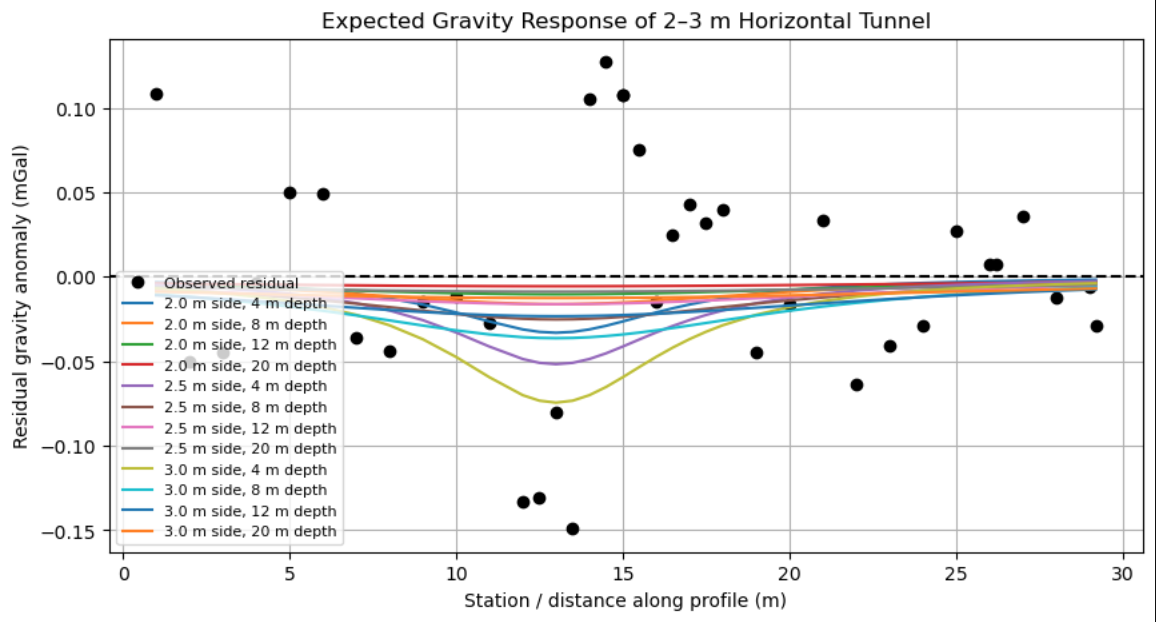 Expected Gravity Response of 2–3 m Horizontal Tunnel
Residual gravity anomaly (mGal)
0.10
0.05
0.00
−0.05
−0.10
−0.15
Observed residual
2.0 m side, 4 m depth
2.0 m side, 8 m depth
2.0 m side, 12 m depth
2.0 m side, 20 m depth
2.5 m side, 4 m depth
2.5 m side, 8 m depth
2.5 m side, 12 m depth
2.5 m side, 20 m depth
3.0 m side, 4 m depth
3.0 m side, 8 m depth
3.0 m side, 12 m depth
3.0 m side, 20 m depth
0 5 10 15 20 25 30
Station / distance along profile (m)